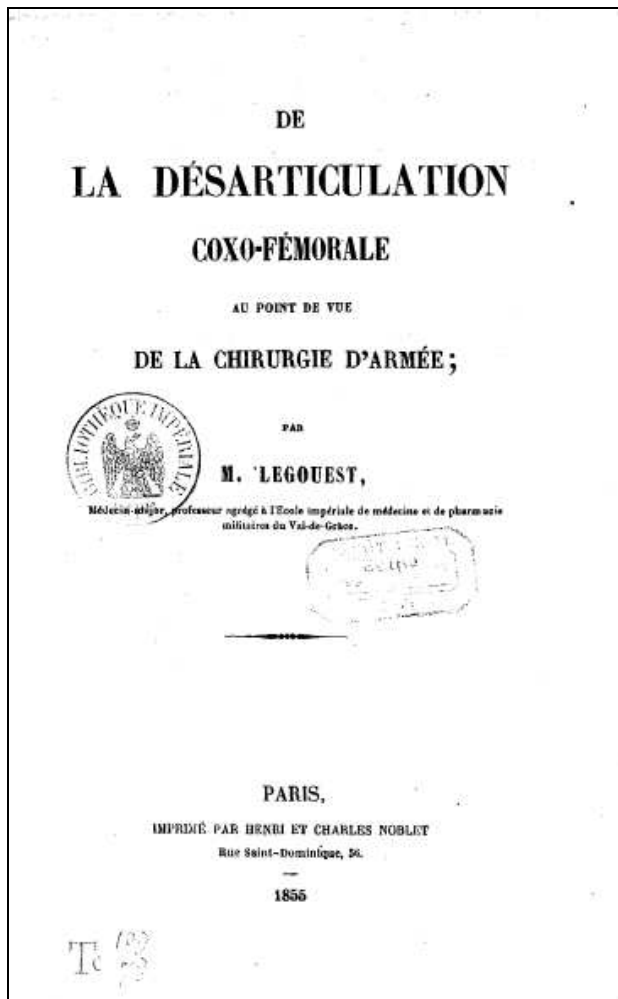 DE
LA DÉSARTICULATION
COXO-FÉMORALE
AU POINT DE VUE
DE LA CHIRURGIE D'ARMÉE;
PAR
BIBLIOTHÈQUE IMPÉRIALE
M. LEGOUEST,
Médecin-major, professeur agrégé à l'École impériale de médecine et de pharmacie
militaires du Val-de-Grâce.
PARIS,
IMPRIMÉ PAR HENRI ET CHARLES NOBLET
Rue Saint-Dominique, 56.
1855